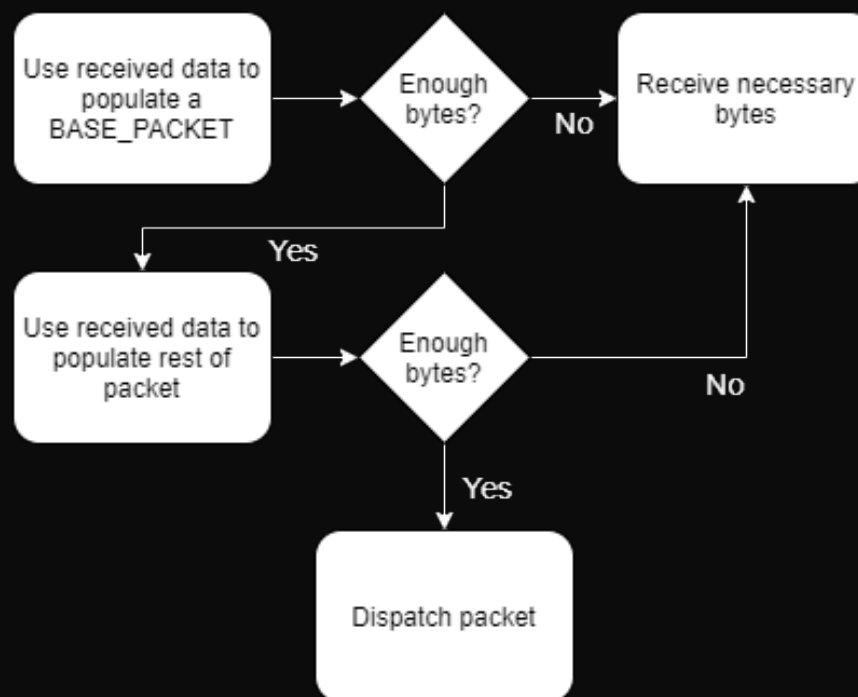 Use received data to
populate a
BASE_PACKET
Enough
bytes?
No
Receive necessary
bytes
Yes
Use received data to
populate rest of
packet
Enough
bytes?
No
Yes
Dispatch packet